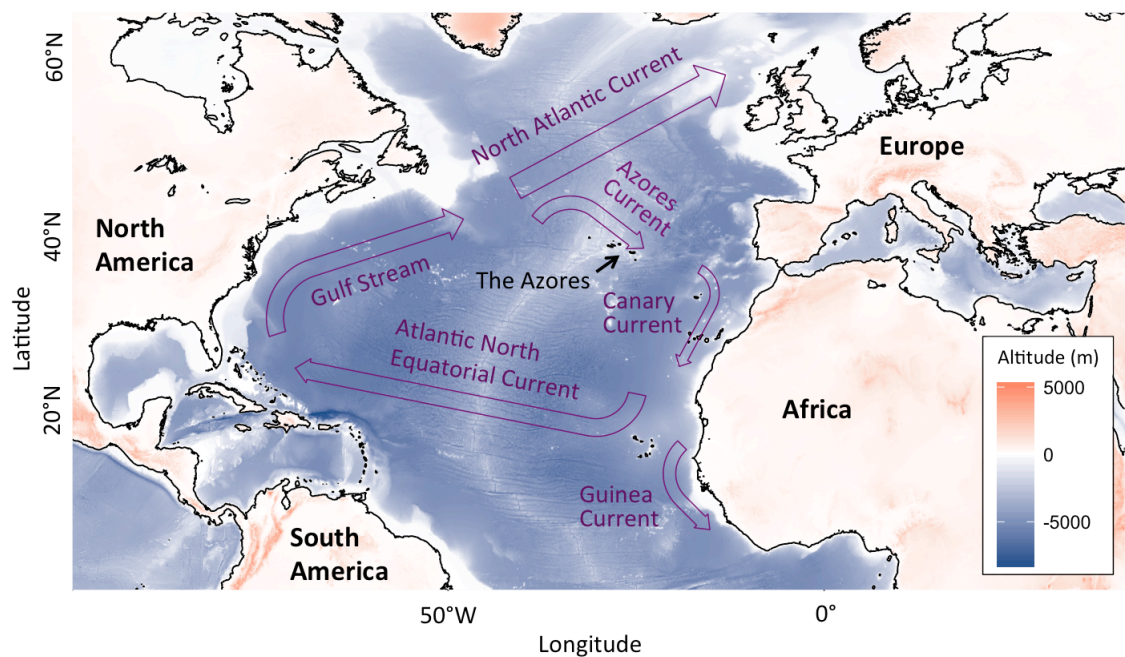 60°N
North Atlantic Current
Europe
Azores
Current
North
America
40°N
Gulf Stream
The Azores
Canary
Current
Latitude
Atlantic North
Equatorial Current
Altitude (m)
5000
0
-5000
20°N
Africa
Guinea
Current
South
America
50°W
0°
Longitude